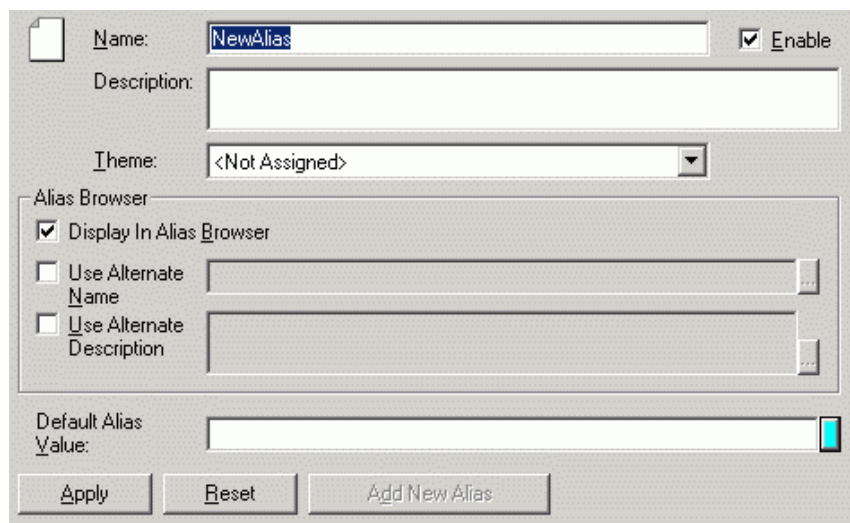 Name: NewAlias Enable
Description:
Theme: <Not Assigned>
Alias Browser
Display In Alias Browser
Use Alternate
Name
...
Use Alternate
Description
...
Default Alias
Value:
Apply Reset Add New Alias